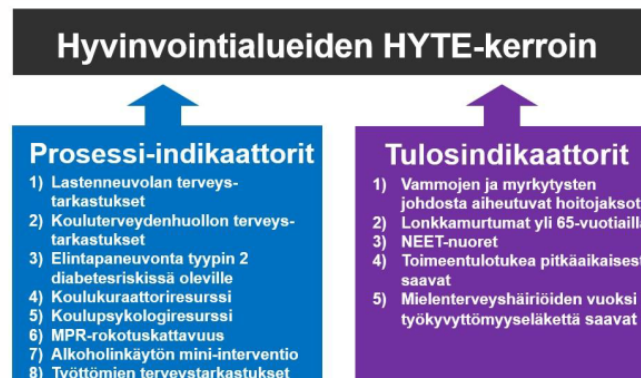 Hyvinvointialueiden HYTE-kerroin
Prosessi-indikaattorit
1) Lastenneuvolan terveys-
tarkastukset
2) Kouluterveydenhuollon terveys-
tarkastukset
3) Elintapaneuvonta tyypin 2
diabetesriskissä oleville
4) Koulukuraattoriresurssi
5) Koulupsykologiresurssi
6) MPR-rokotuskattavuus
7) Alkoholinkäytön mini-interventio
8) Työttömien terveystarkastukset
Tulosindikaattorit
1) Vammojen ja myrkytysten
johdosta aiheutuvat hoitojaksot
2) Lonkkamurtumat yli 65-vuotiailla
3) NEET-nuoret
4) Toimeentulotukea pitkäaikaisest
saavat
5) Mielenterveyshäiriöiden vuoksi
työkyvyttömyyseläkettä saavat